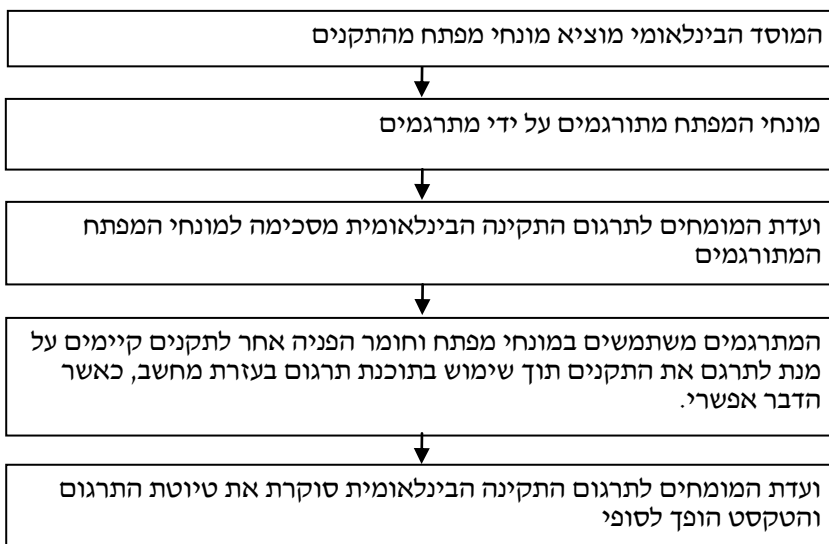 המוסד הבינלאומי מוציא מונחי מפתח מהתקנים
מונחי המפתח מתורגמים על ידי מתרגמים
ועדת המומחים לתרגום התקינה הבינלאומית מסכימה למונחי המפתח
המתורגמים
המתרגמים משתמשים במונחי מפתח וחומר הפניה אחר לתקנים קיימים על
מנת לתרגם את התקנים תוך שימוש בתוכנת תרגום בעזרת מחשב, כאשר
הדבר אפשרי.
ועדת המומחים לתרגום התקינה הבינלאומית סוקרת את טיוטת התרגום
והטקסט הופך לסופי